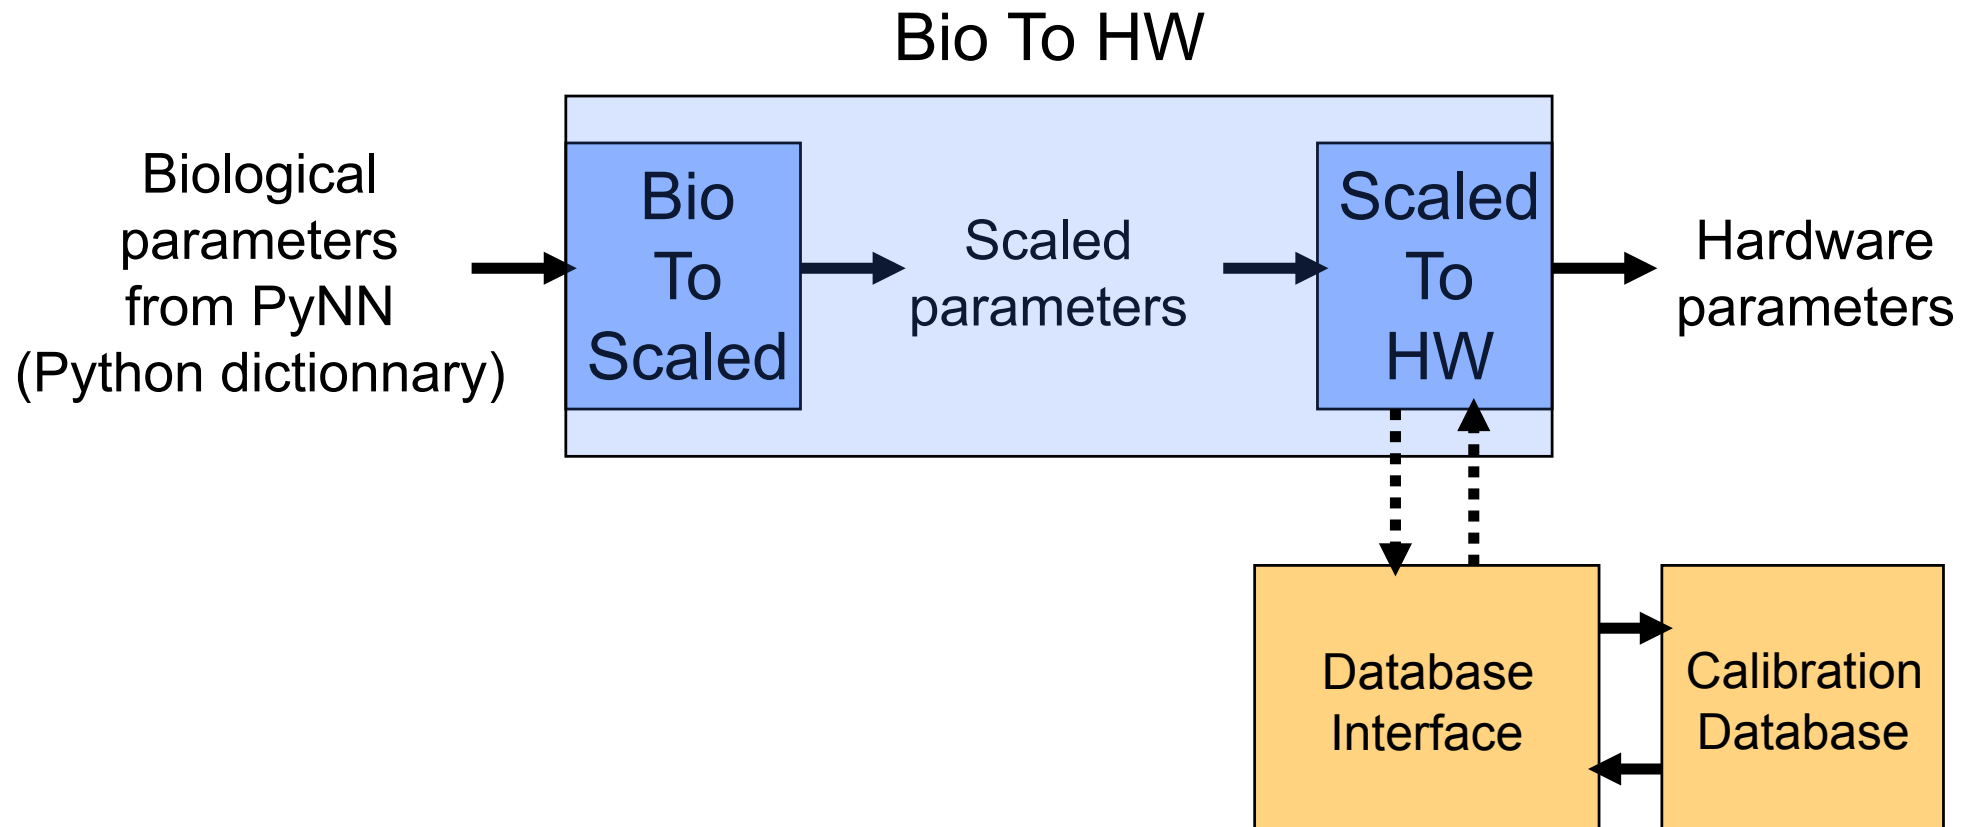 Bio To HW
Biological
parameters
from PyNN
(Python dictionnary)
Bio
To
Scaled
Scaled
parameters
Scaled
To
HW
Hardware
parameters
Database
Interface
Calibration
Database